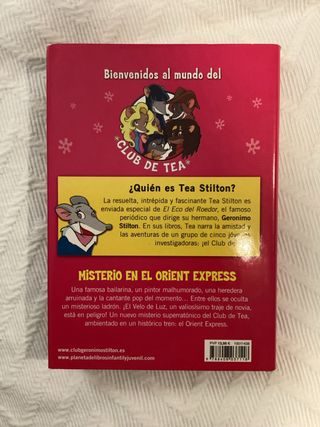 Bienvenidos al mundo del
CLUB DE TEA
¿Quién es Tea Stilton?
La resuelta, intrépida y fascinante Tea Stilton es
enviada especial de El Eco del Roedor, el famoso
periódico que dirige su hermano, Geronimo
Stilton. En sus libros, Tea narra la amistad y
las aventuras de un grupo de cinco jóvenes
investigadoras: ¡el Club de
MISTERIO EN EL ORIENT EXPRESS
Una famosa bailarina, un pintor malhumorado, una heredera
arruinada y la cantante pop del momento... Entre ellos se oculta
un misterioso ladrón. ¡El Velo de Luz, un valiosísimo traje de novia,
está en peligro! Un nuevo misterio superratónico del Club de Tea,
ambientado en un histórico tren: el Orient Express.
www.clubgeronimostilton.es
www.planetadelibrosinfantilyjuvenil.com